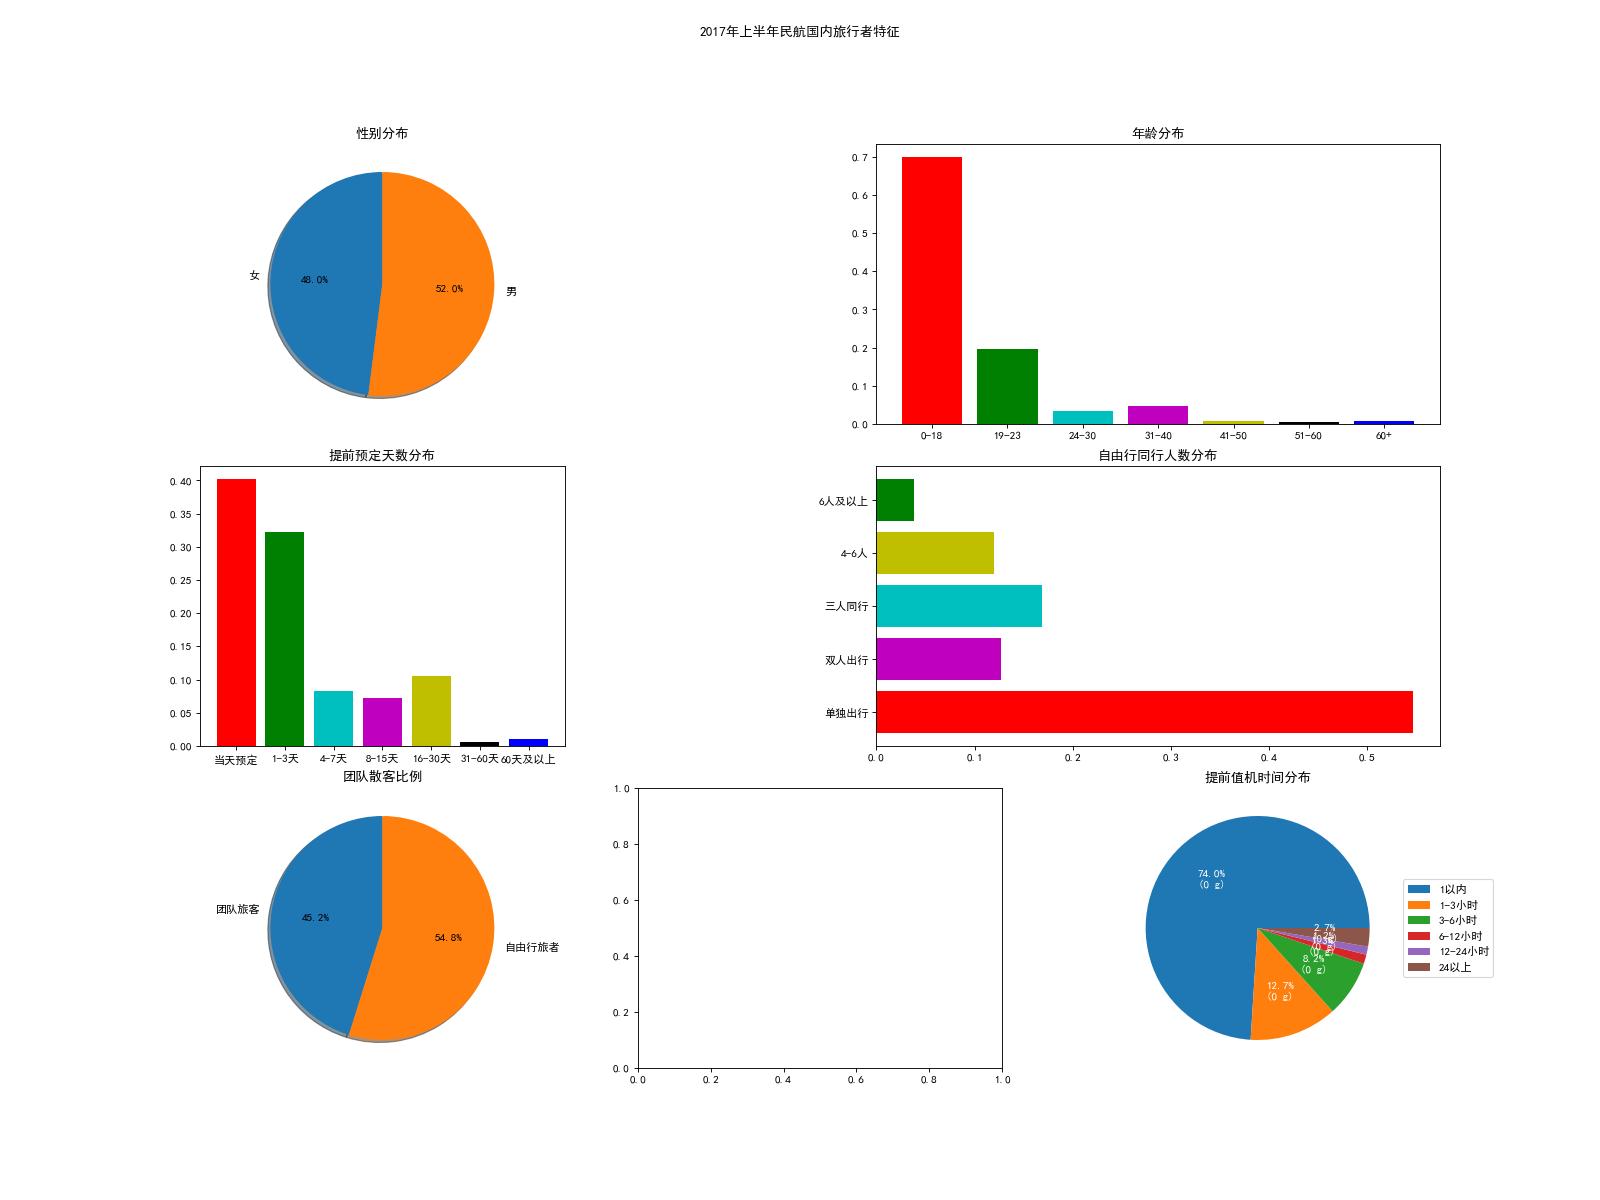 2017年上半年民航国内旅行者特征
性别分布
女
48.0%
52.0%
男
年龄分布
0.7
0.6
0.5
0.4
0.3
0.2
0.1
0.0
0-18
19-23
24-30
31-40
41-50
51-60
60+
提前预定天数分布
0.40
0.35
0.30
0.25
0.20
0.15
0.10
0.05
0.00
当天预定
1-3天
4-7天
8-15天
16-30天
31-60天
60天及以上
自由行同行人数分布
6人及以上
4-6人
三人同行
双人出行
单独出行
0.0
0.1
0.2
0.3
0.4
0.5
团队散客比例
团队旅客
45.2%
54.8%
自由行旅者
1.0
0.8
0.6
0.4
0.2
0.0
0.0
0.2
0.4
0.6
0.8
1.0
提前值机时间分布
74.0%
(0 g)
12.7%
(0 g)
8.2%
(0 g)
2.7%
1以内
1-3小时
3-6小时
6-12小时
12-24小时
24以上